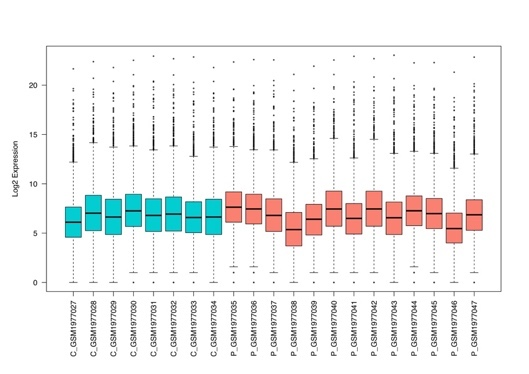 Log2 Expression
20
15
10
5
0
C_GSM1977027
C_GSM1977028
C_GSM1977029
C_GSM1977030
C_GSM1977031
C_GSM1977032
C_GSM1977033
C_GSM1977034
P_GSM1977035
P_GSM1977036
P_GSM1977037
P_GSM1977038
P_GSM1977039
P_GSM1977040
P_GSM1977041
P_GSM1977042
P_GSM1977043
P_GSM1977044
P_GSM1977045
P_GSM1977046
P_GSM1977047